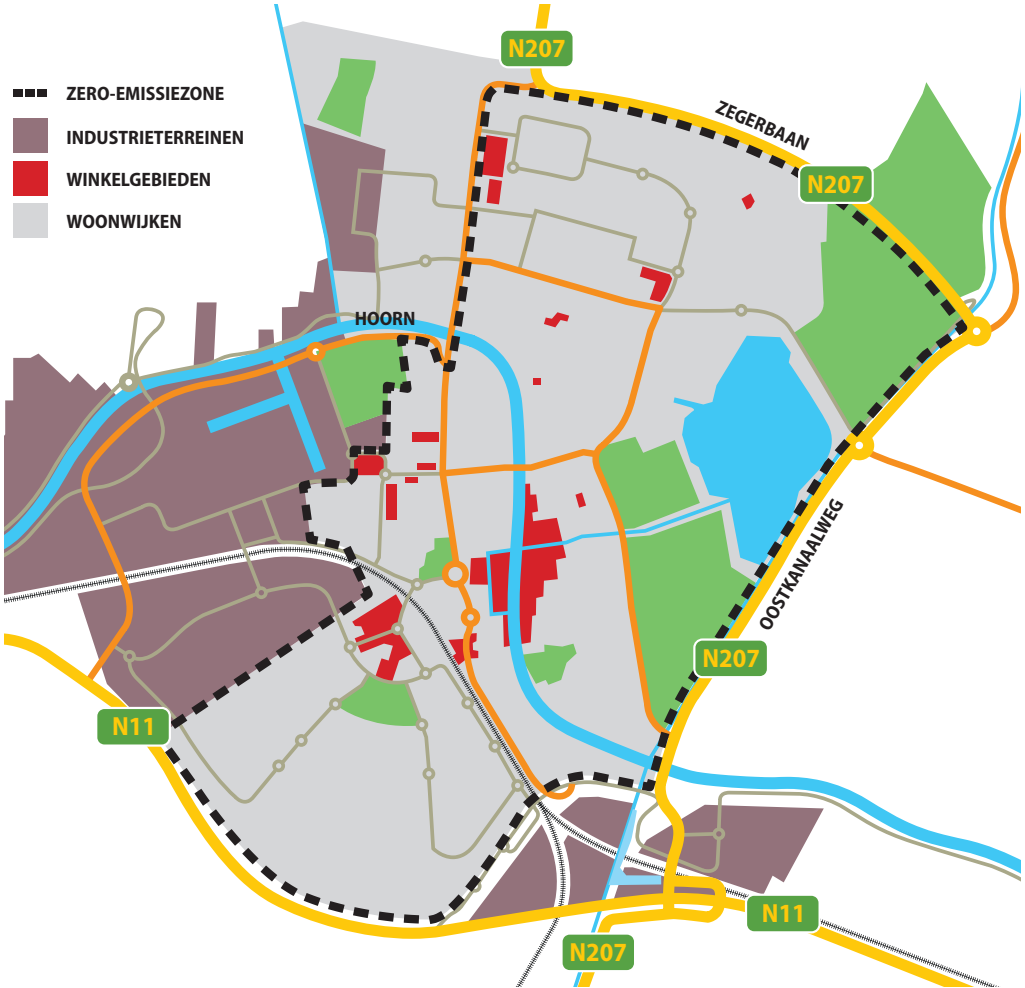 N207
ZERO-EMISSIEZONE
INDUSTRIETERREINEN
WINKELGEBIEDEN
WOONWIJKEN
ZEGERBAAN
N207
HOORN
OOSTKANAALWEG
N207
N11
N11
N207